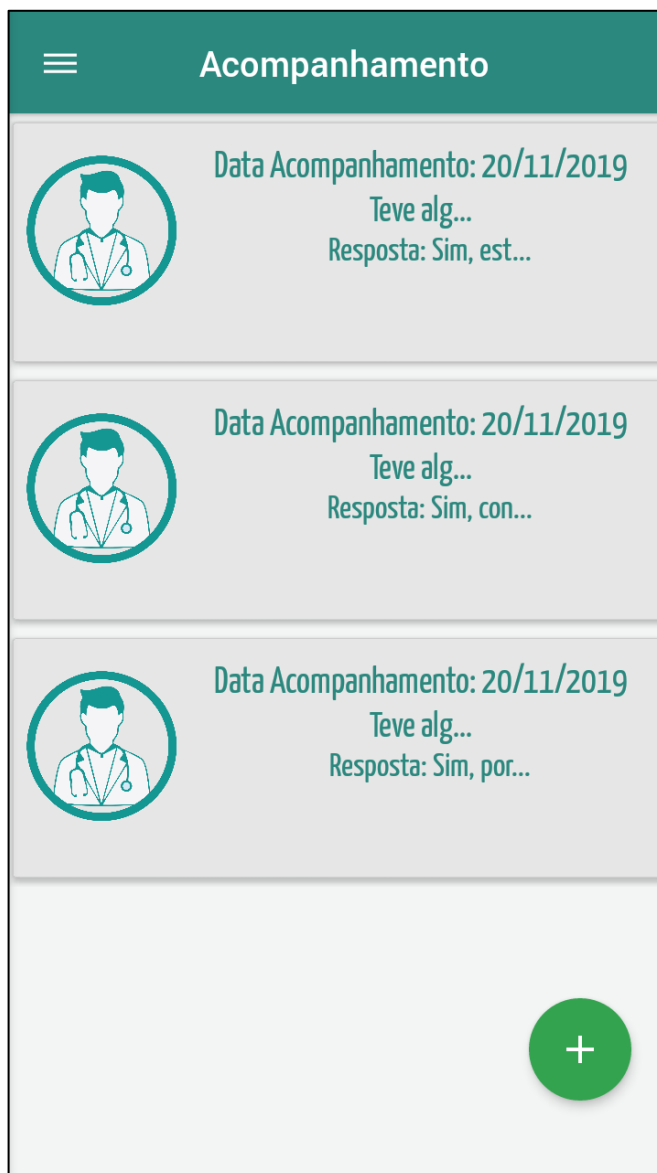 Acompanhamento
Data Acompanhamento: 20/11/2019
Teve alg...
Resposta: Sim, est...
Data Acompanhamento: 20/11/2019
Teve alg...
Resposta: Sim, con...
Data Acompanhamento: 20/11/2019
Teve alg...
Resposta: Sim, por...
+